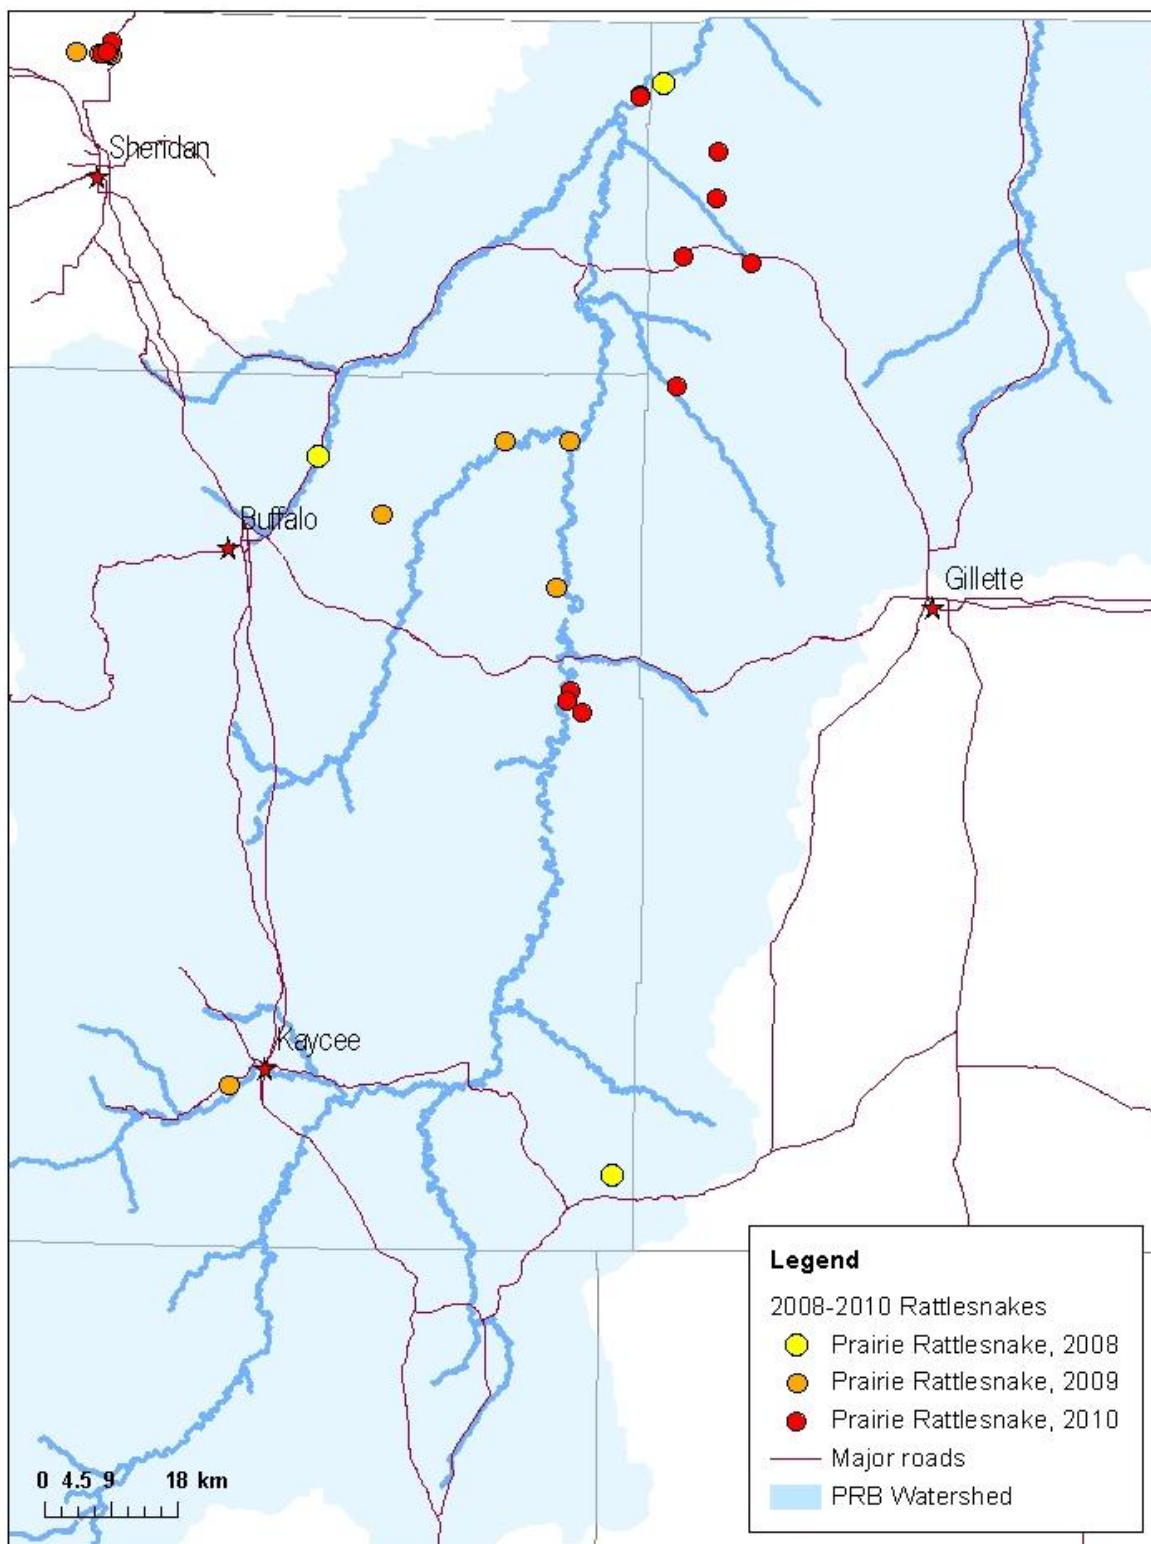 Sheridan
Buffalo
Gillette
Kaycee
Legend
2008-2010 Rattlesnakes
Prairie Rattlesnake, 2008
Prairie Rattlesnake, 2009
Prairie Rattlesnake, 2010
Major roads
PRB Watershed
0 4.5 9 18 km